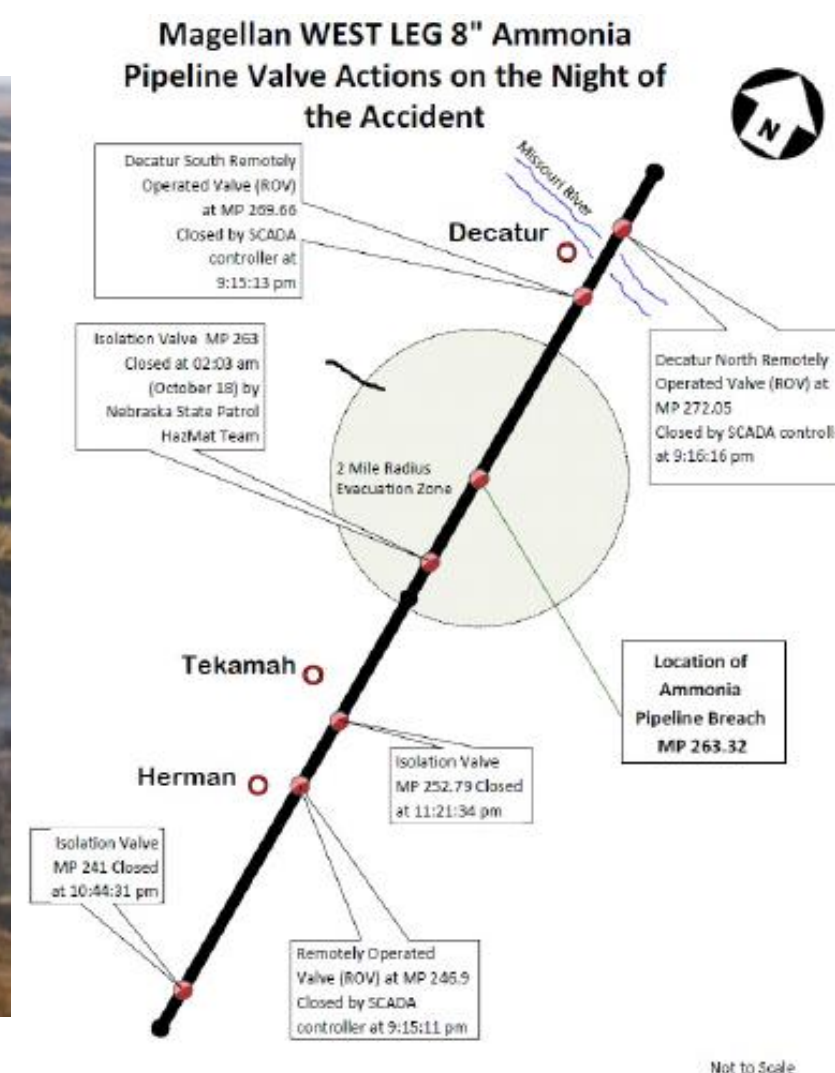 Magellan WEST LEG 8" Ammonia
Pipeline Valve Actions on the Night of
the Accident
N
Decatur South Remotely
Operated Valve (ROV)
at MP 269.66
Closed by SCADA
controller at
9:15:13 pm
Missouri River
Decatur
Isolation Valve MP 263
Closed at 02:03 am
(October 18) by
Nebraska State Patrol
HazMat Team
Decatur North Remotely
Operated Valve (ROV) at
MP 272.05
Closed by SCADA controll
at 9:16:16 pm
2 Mile Radius
Evacuation Zone
Location of
Ammonia
Pipeline Breach
MP 263.32
Tekamah
Isolation Valve
MP 252.79 Closed
at 11:21:34 pm
Herman
Isolation Valve
MP 241 Closed
at 10:44:31 pm
Remotely Operated
Valve (ROV) at MP 246.9
Closed by SCADA
controller at 9:15:11 pm
Not to Scale